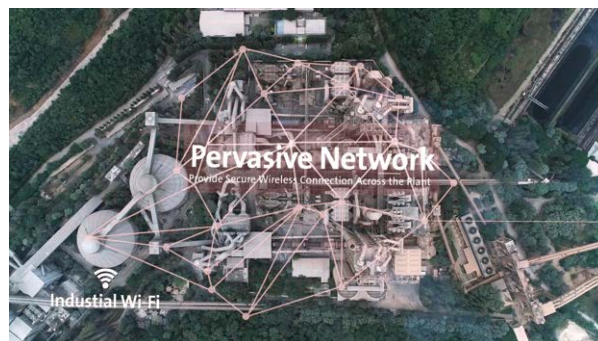 Pervasive Network
Provide Secure Wireless Connection Across the Plant
Industial Wi-Fi